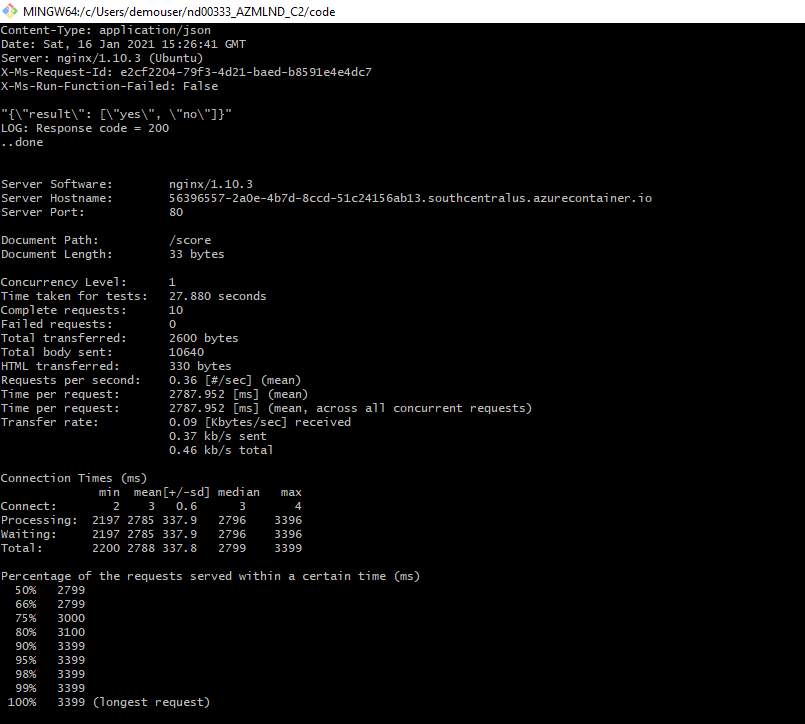 MINGW64:/c/Users/demouser/nd00333_AZMLND_C2/code
Content-Type: application/json
Date: Sat, 16 Jan 2021 15:26:41 GMT
Server: nginx/1.10.3 (Ubuntu)
X-Ms-Request-Id: e2cf2204-79f3-4d21-baed-b8591e4e4dc7
X-Ms-Run-Function-Failed: False

"{\"result\": [\"yes\", \"no\"]}"
LOG: Response code = 200
..done


Server Software:        nginx/1.10.3
Server Hostname:        56396557-2a0e-4b7d-8ccd-51c24156ab13.southcentralus.azurecontainer.io
Server Port:            80

Document Path:          /score
Document Length:        33 bytes

Concurrency Level:      1
Time taken for tests:   27.880 seconds
Complete requests:      10
Failed requests:        0
Total transferred:      2600 bytes
Total body sent:        10640
HTML transferred:       330 bytes
Requests per second:    0.36 [#/sec] (mean)
Time per request:       2787.952 [ms] (mean)
Time per request:       2787.952 [ms] (mean, across all concurrent requests)
Transfer rate:          0.09 [Kbytes/sec] received
                        0.37 kb/s sent
                        0.46 kb/s total

Connection Times (ms)
              min  mean[+/-sd] median   max
Connect:        2    3   0.6      3       4
Processing:  2197 2785 337.9   2796    3396
Waiting:     2197 2785 337.9   2796    3396
Total:       2200 2788 337.8   2799    3399

Percentage of the requests served within a certain time (ms)
  50%   2799
  66%   2799
  75%   3000
  80%   3100
  90%   3399
  95%   3399
  98%   3399
  99%   3399
 100%   3399 (longest request)